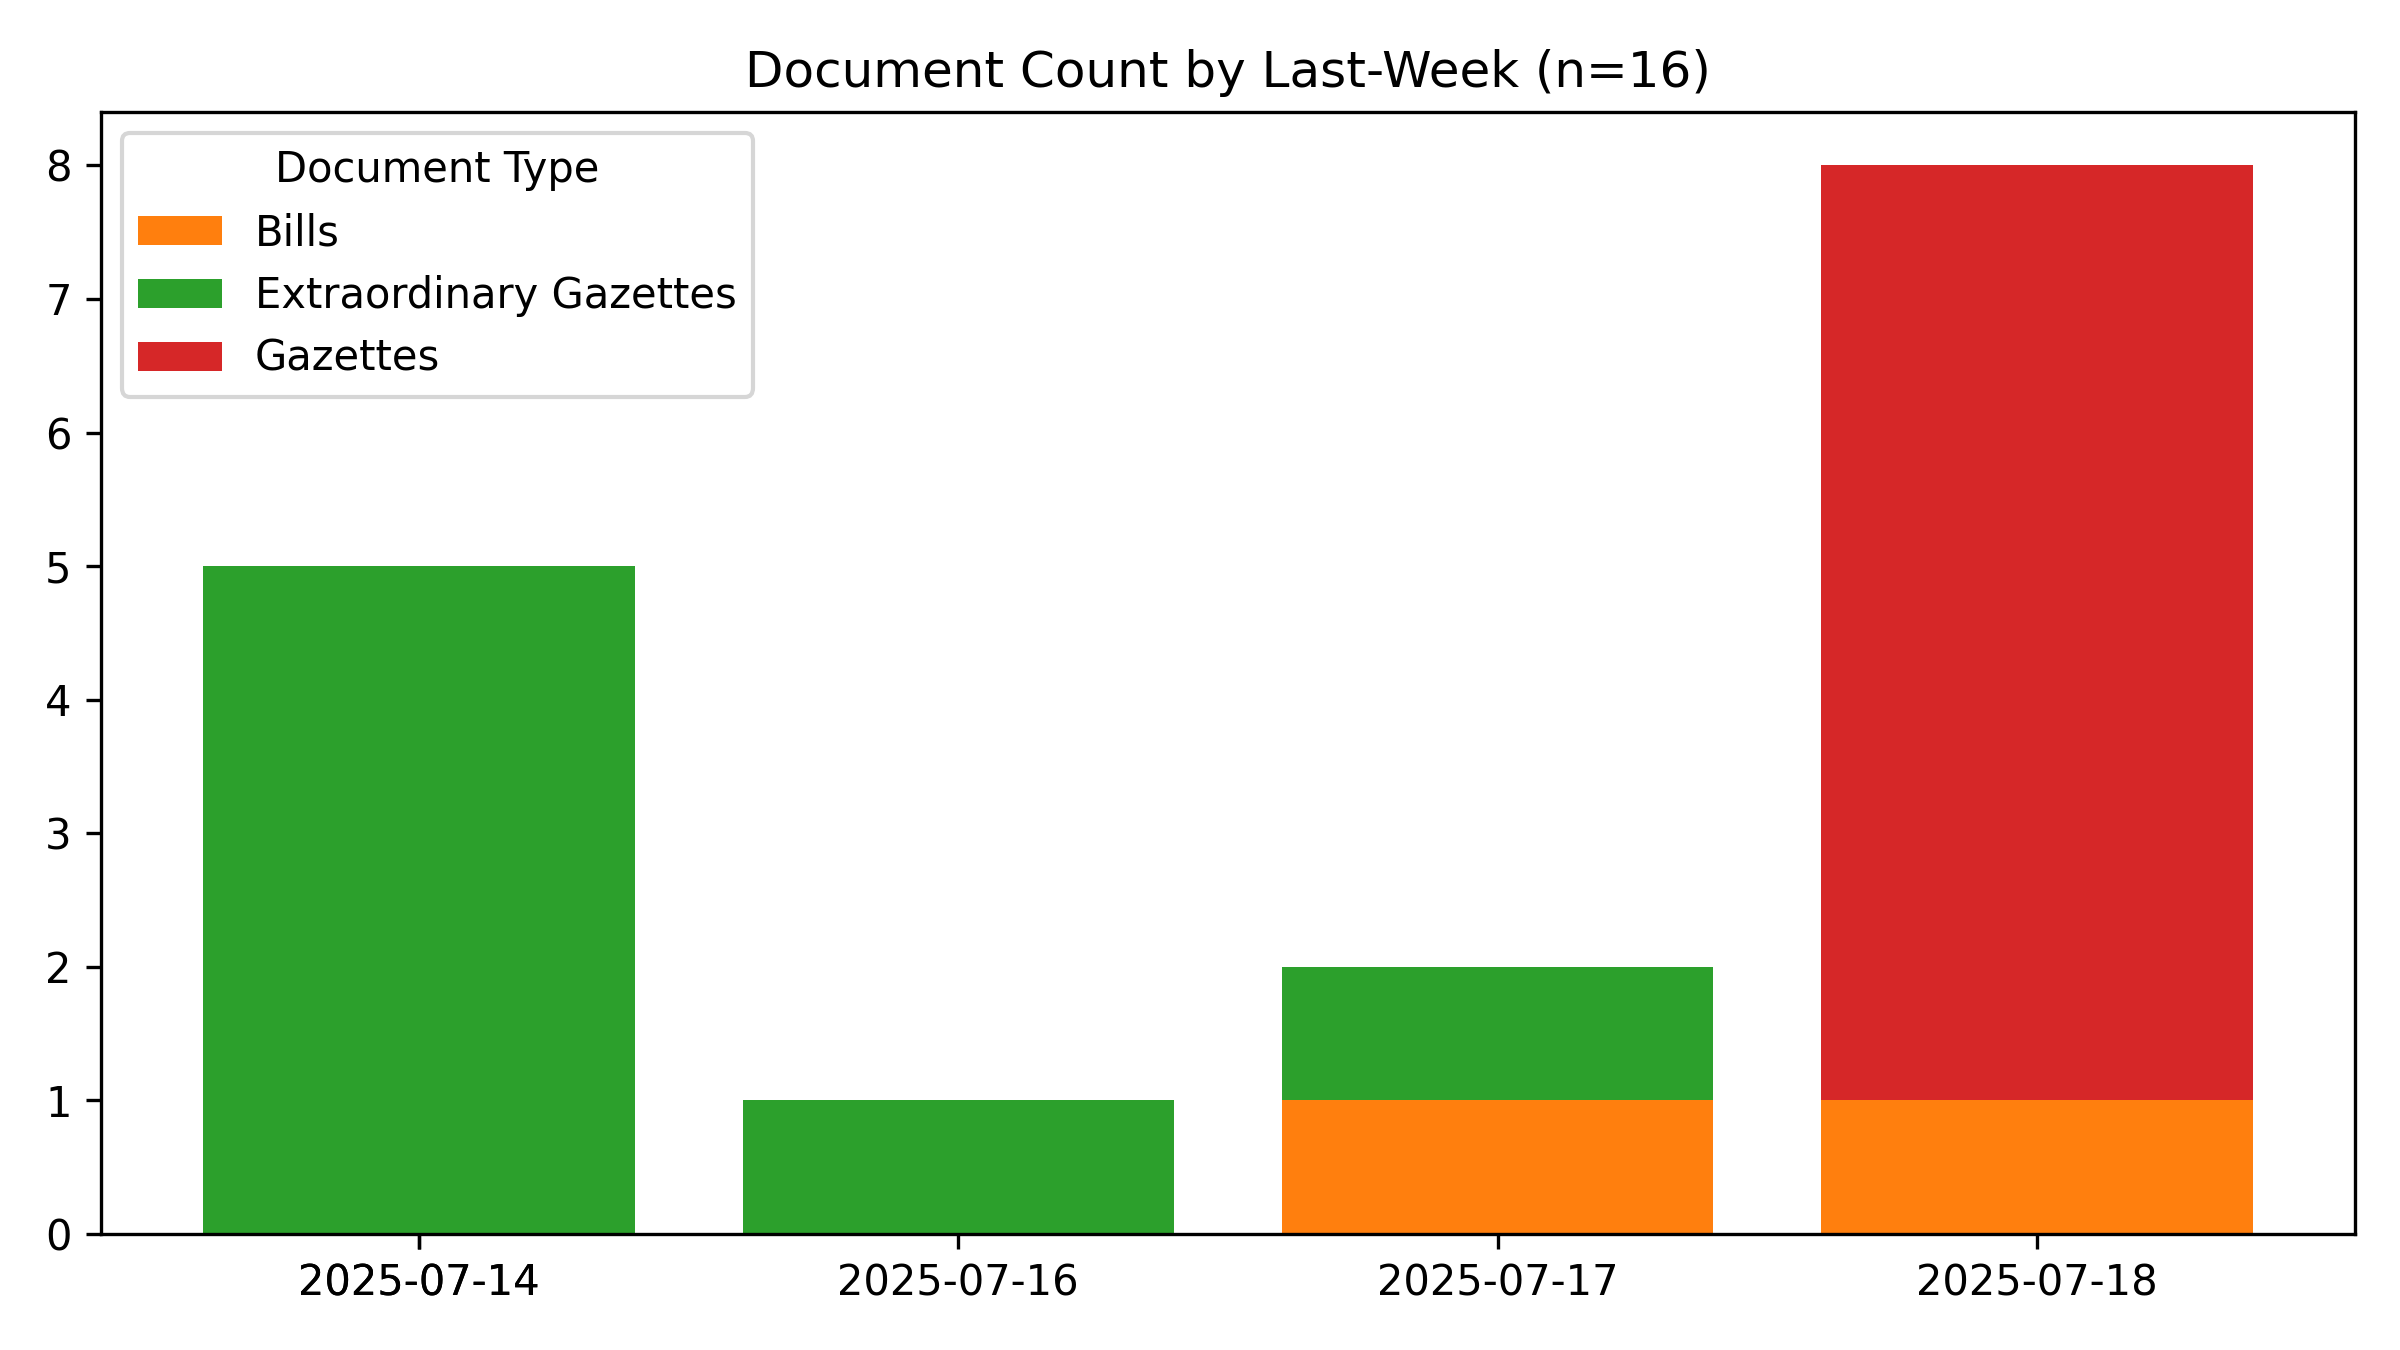 Document Count by Last-Week (n=16)
Document Type
Bills
Extraordinary Gazettes
Gazettes
8
7
6
5
4
3
2
1
0
2025-07-14
2025-07-16
2025-07-17
2025-07-18